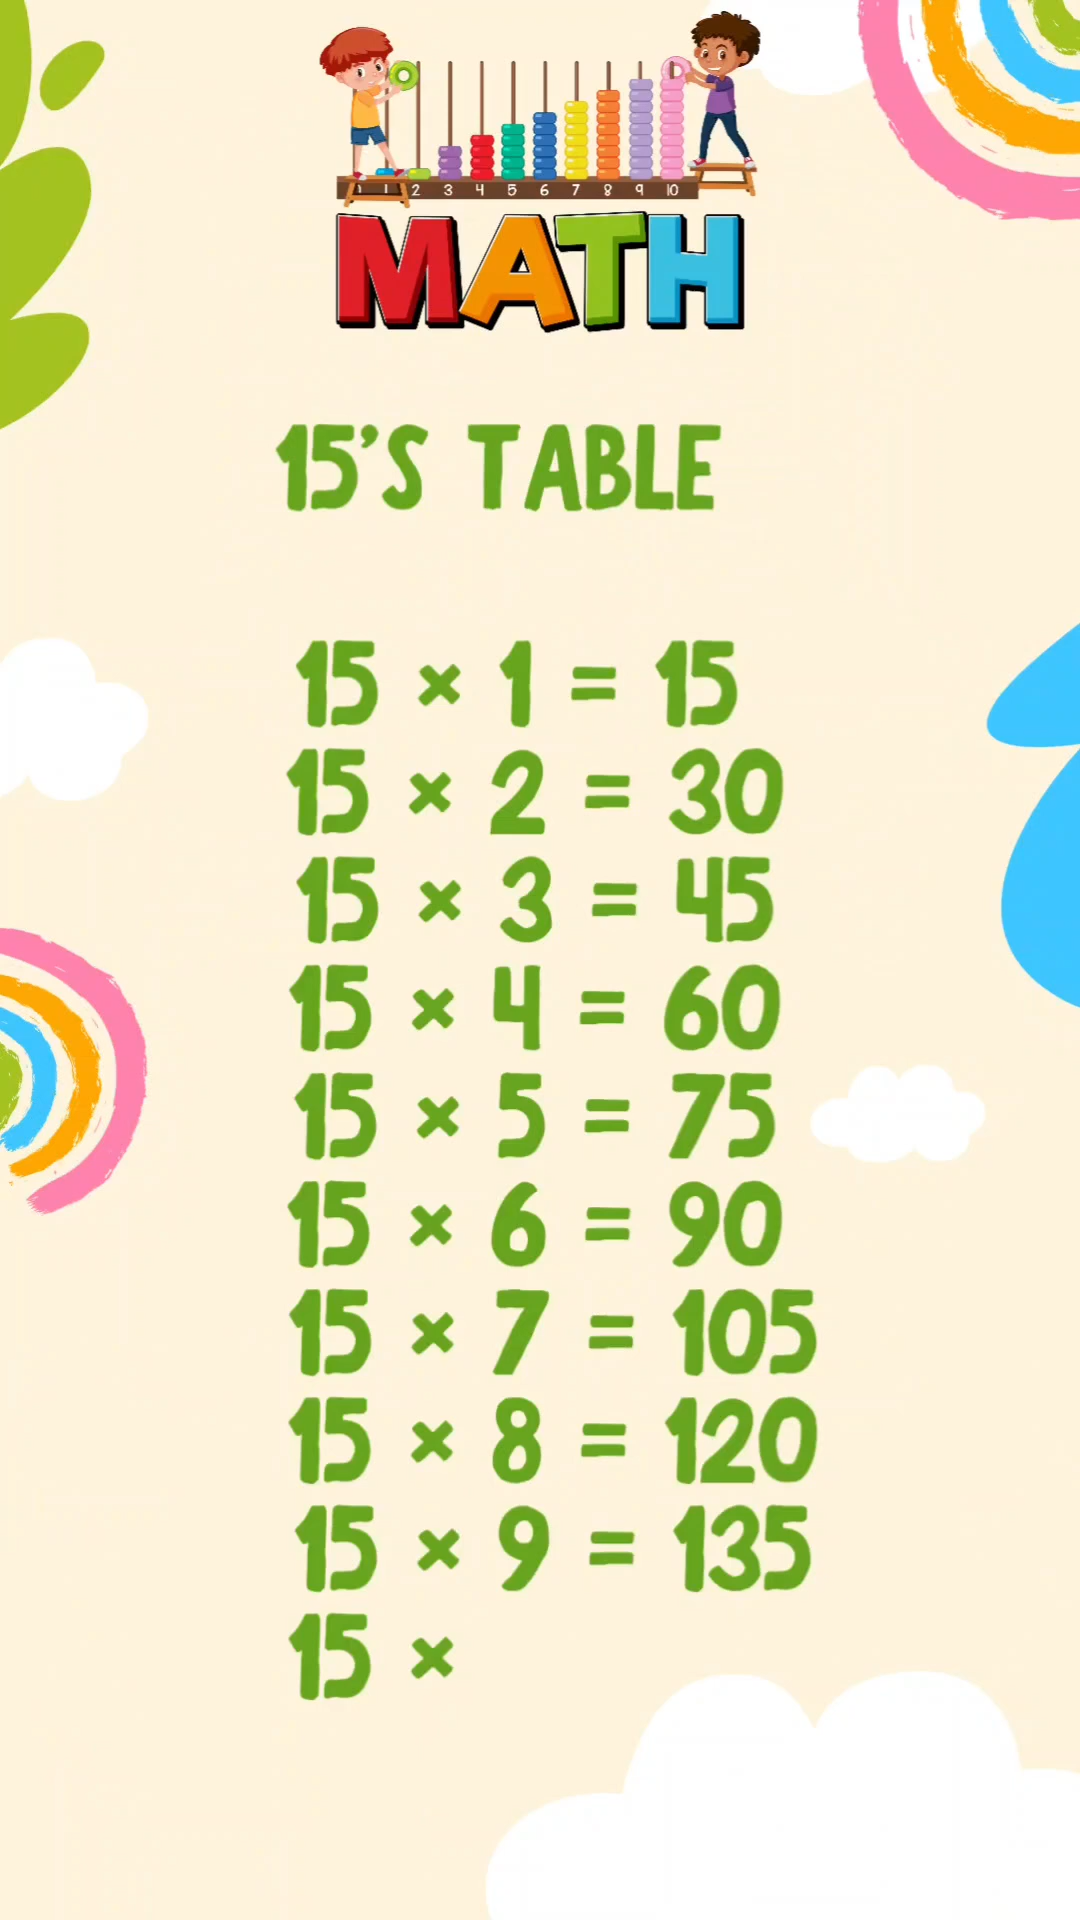 1 2 3 4 5 6 7 8 9 10
MATH
15'S TABLE
15 × 1 = 15
15 × 2 = 30
15 × 3 = 45
15 × 4 = 60
15 × 5 = 75
15 × 6 = 90
15 × 7 = 105
15 × 8 = 120
15 × 9 = 135
15 ×